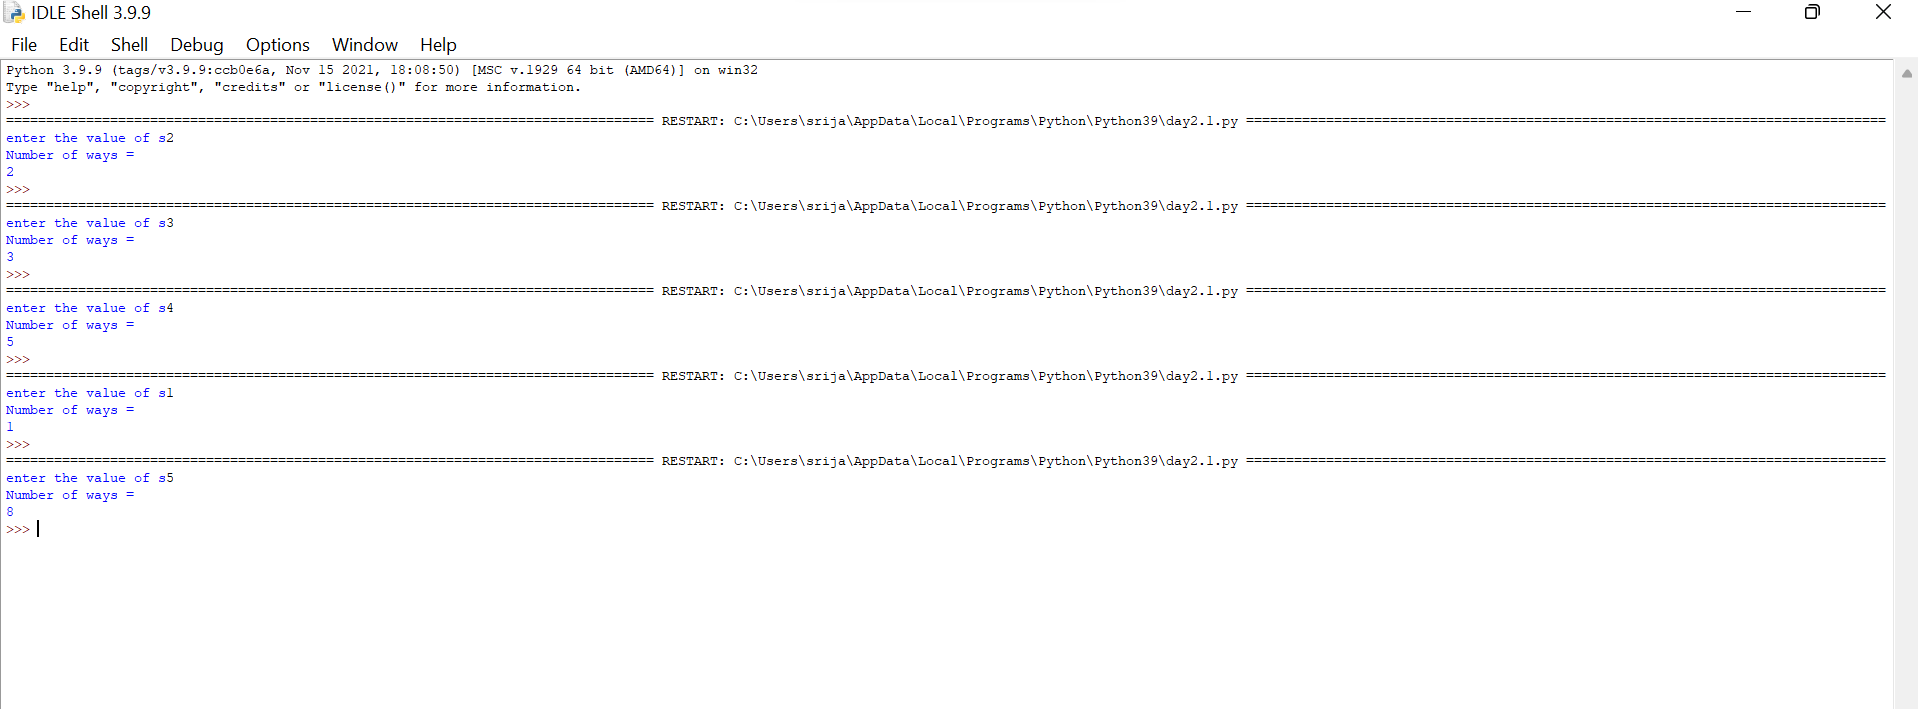 IDLE Shell 3.9.9
File Edit Shell Debug Options Window Help
Python 3.9.9 (tags/v3.9.9:ccb0e6a, Nov 15 2021, 18:08:50) [MSC v.1929 64 bit (AMD64)] on win32
Type "help", "copyright", "credits" or "license()" for more information.
>>>
================================================================================= RESTART: C:\Users\srija\AppData\Local\Programs\Python\Python39\day2.1.py ================================================================================
enter the value of s2
Number of ways =
2
>>>
================================================================================= RESTART: C:\Users\srija\AppData\Local\Programs\Python\Python39\day2.1.py ================================================================================
enter the value of s3
Number of ways =
3
>>>
================================================================================= RESTART: C:\Users\srija\AppData\Local\Programs\Python\Python39\day2.1.py ================================================================================
enter the value of s4
Number of ways =
5
>>>
================================================================================= RESTART: C:\Users\srija\AppData\Local\Programs\Python\Python39\day2.1.py ================================================================================
enter the value of s1
Number of ways =
1
>>>
================================================================================= RESTART: C:\Users\srija\AppData\Local\Programs\Python\Python39\day2.1.py ================================================================================
enter the value of s5
Number of ways =
8
>>>